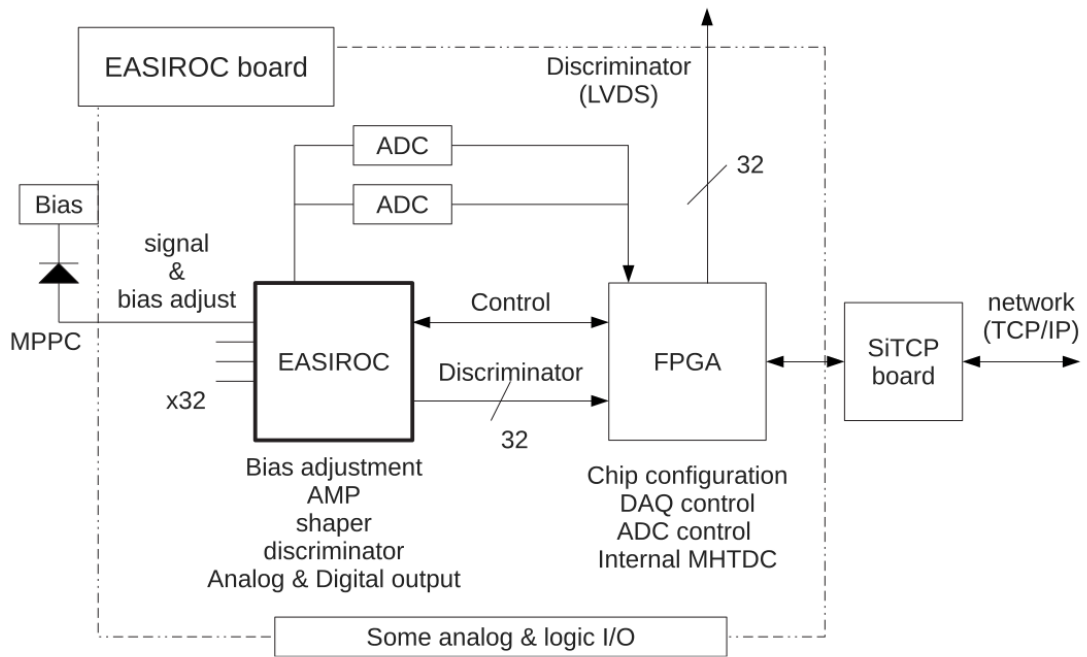 EASIROC board
Discriminator
(LVDS)
ADC
32
ADC
Bias
signal
&
bias adjust
MPPC
x32
EASIROC
Control
Discriminator
32
FPGA
SiTCP
board
network
(TCP/IP)
Bias adjustment
AMP
shaper
discriminator
Analog & Digital output
Chip configuration
DAQ control
ADC control
Internal MHTDC
Some analog & logic I/O